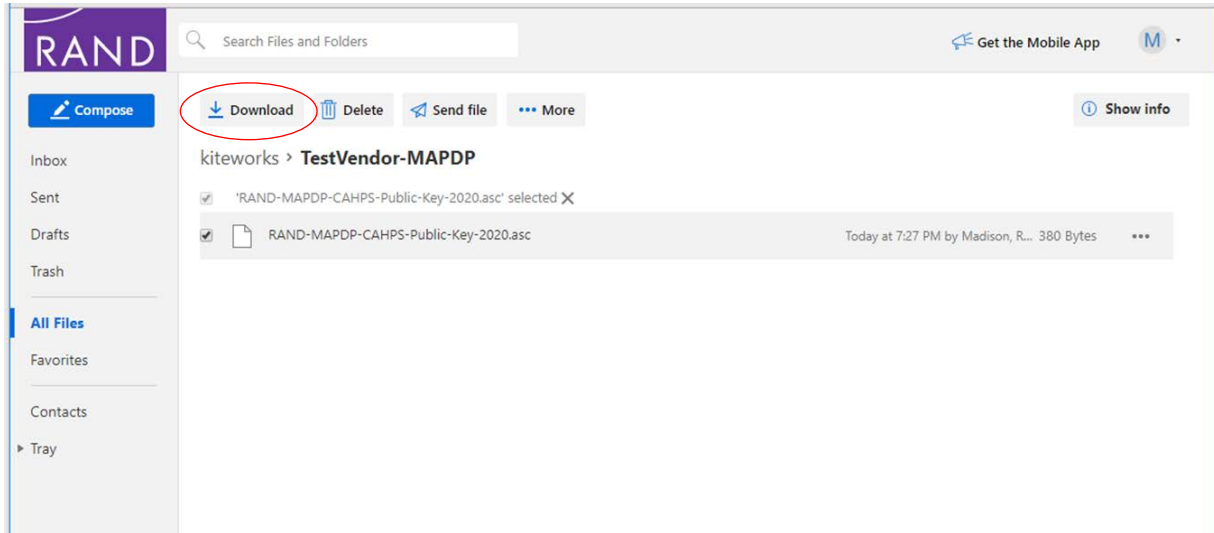 RAND
Search Files and Folders
Get the Mobile App
M
Compose
Download
Delete
Send file
More
Show info
Inbox
Sent
Drafts
Trash
All Files
Favorites
Contacts
Tray
kiteworks › TestVendor-MAPDP
'RAND-MAPDP-CAHPS-Public-Key-2020.asc' selected X
RAND-MAPDP-CAHPS-Public-Key-2020.asc
Today at 7:27 PM by Madison, R... 380 Bytes